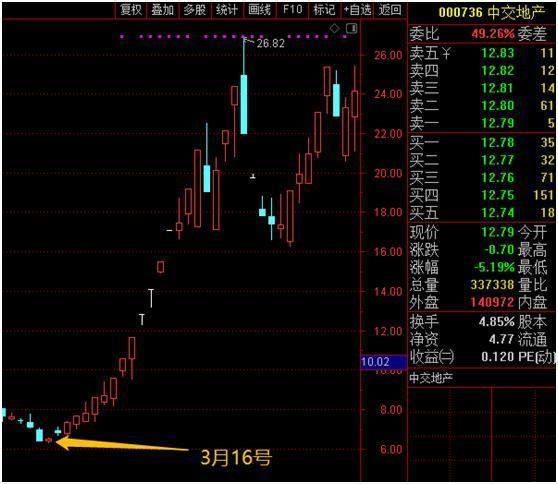 复权 叠加 多股 统计 画线 F10 标记 +自选 返回
000736 中交地产
委比 49.26% 委差
卖五 ￥ 12.83 11
卖四 12.82 12
卖三 12.81 14
卖二 12.80 61
卖一 12.79 5
买一 12.78 35
买二 12.77 32
买三 12.76 71
买四 12.75 151
买五 12.74 18
现价 12.79 今开
涨跌 -0.70 最高
涨幅 -5.19% 最低
总量 337338 量比
外盘 140972 内盘
换手 4.85% 股本
净资 4.77 流通
收益㈡ 0.120 PE(动)
中交地产
26.82
26.00
24.00
22.00
20.00
18.00
16.00
14.00
12.00
10.02
10.00
8.00
6.00
3月16号